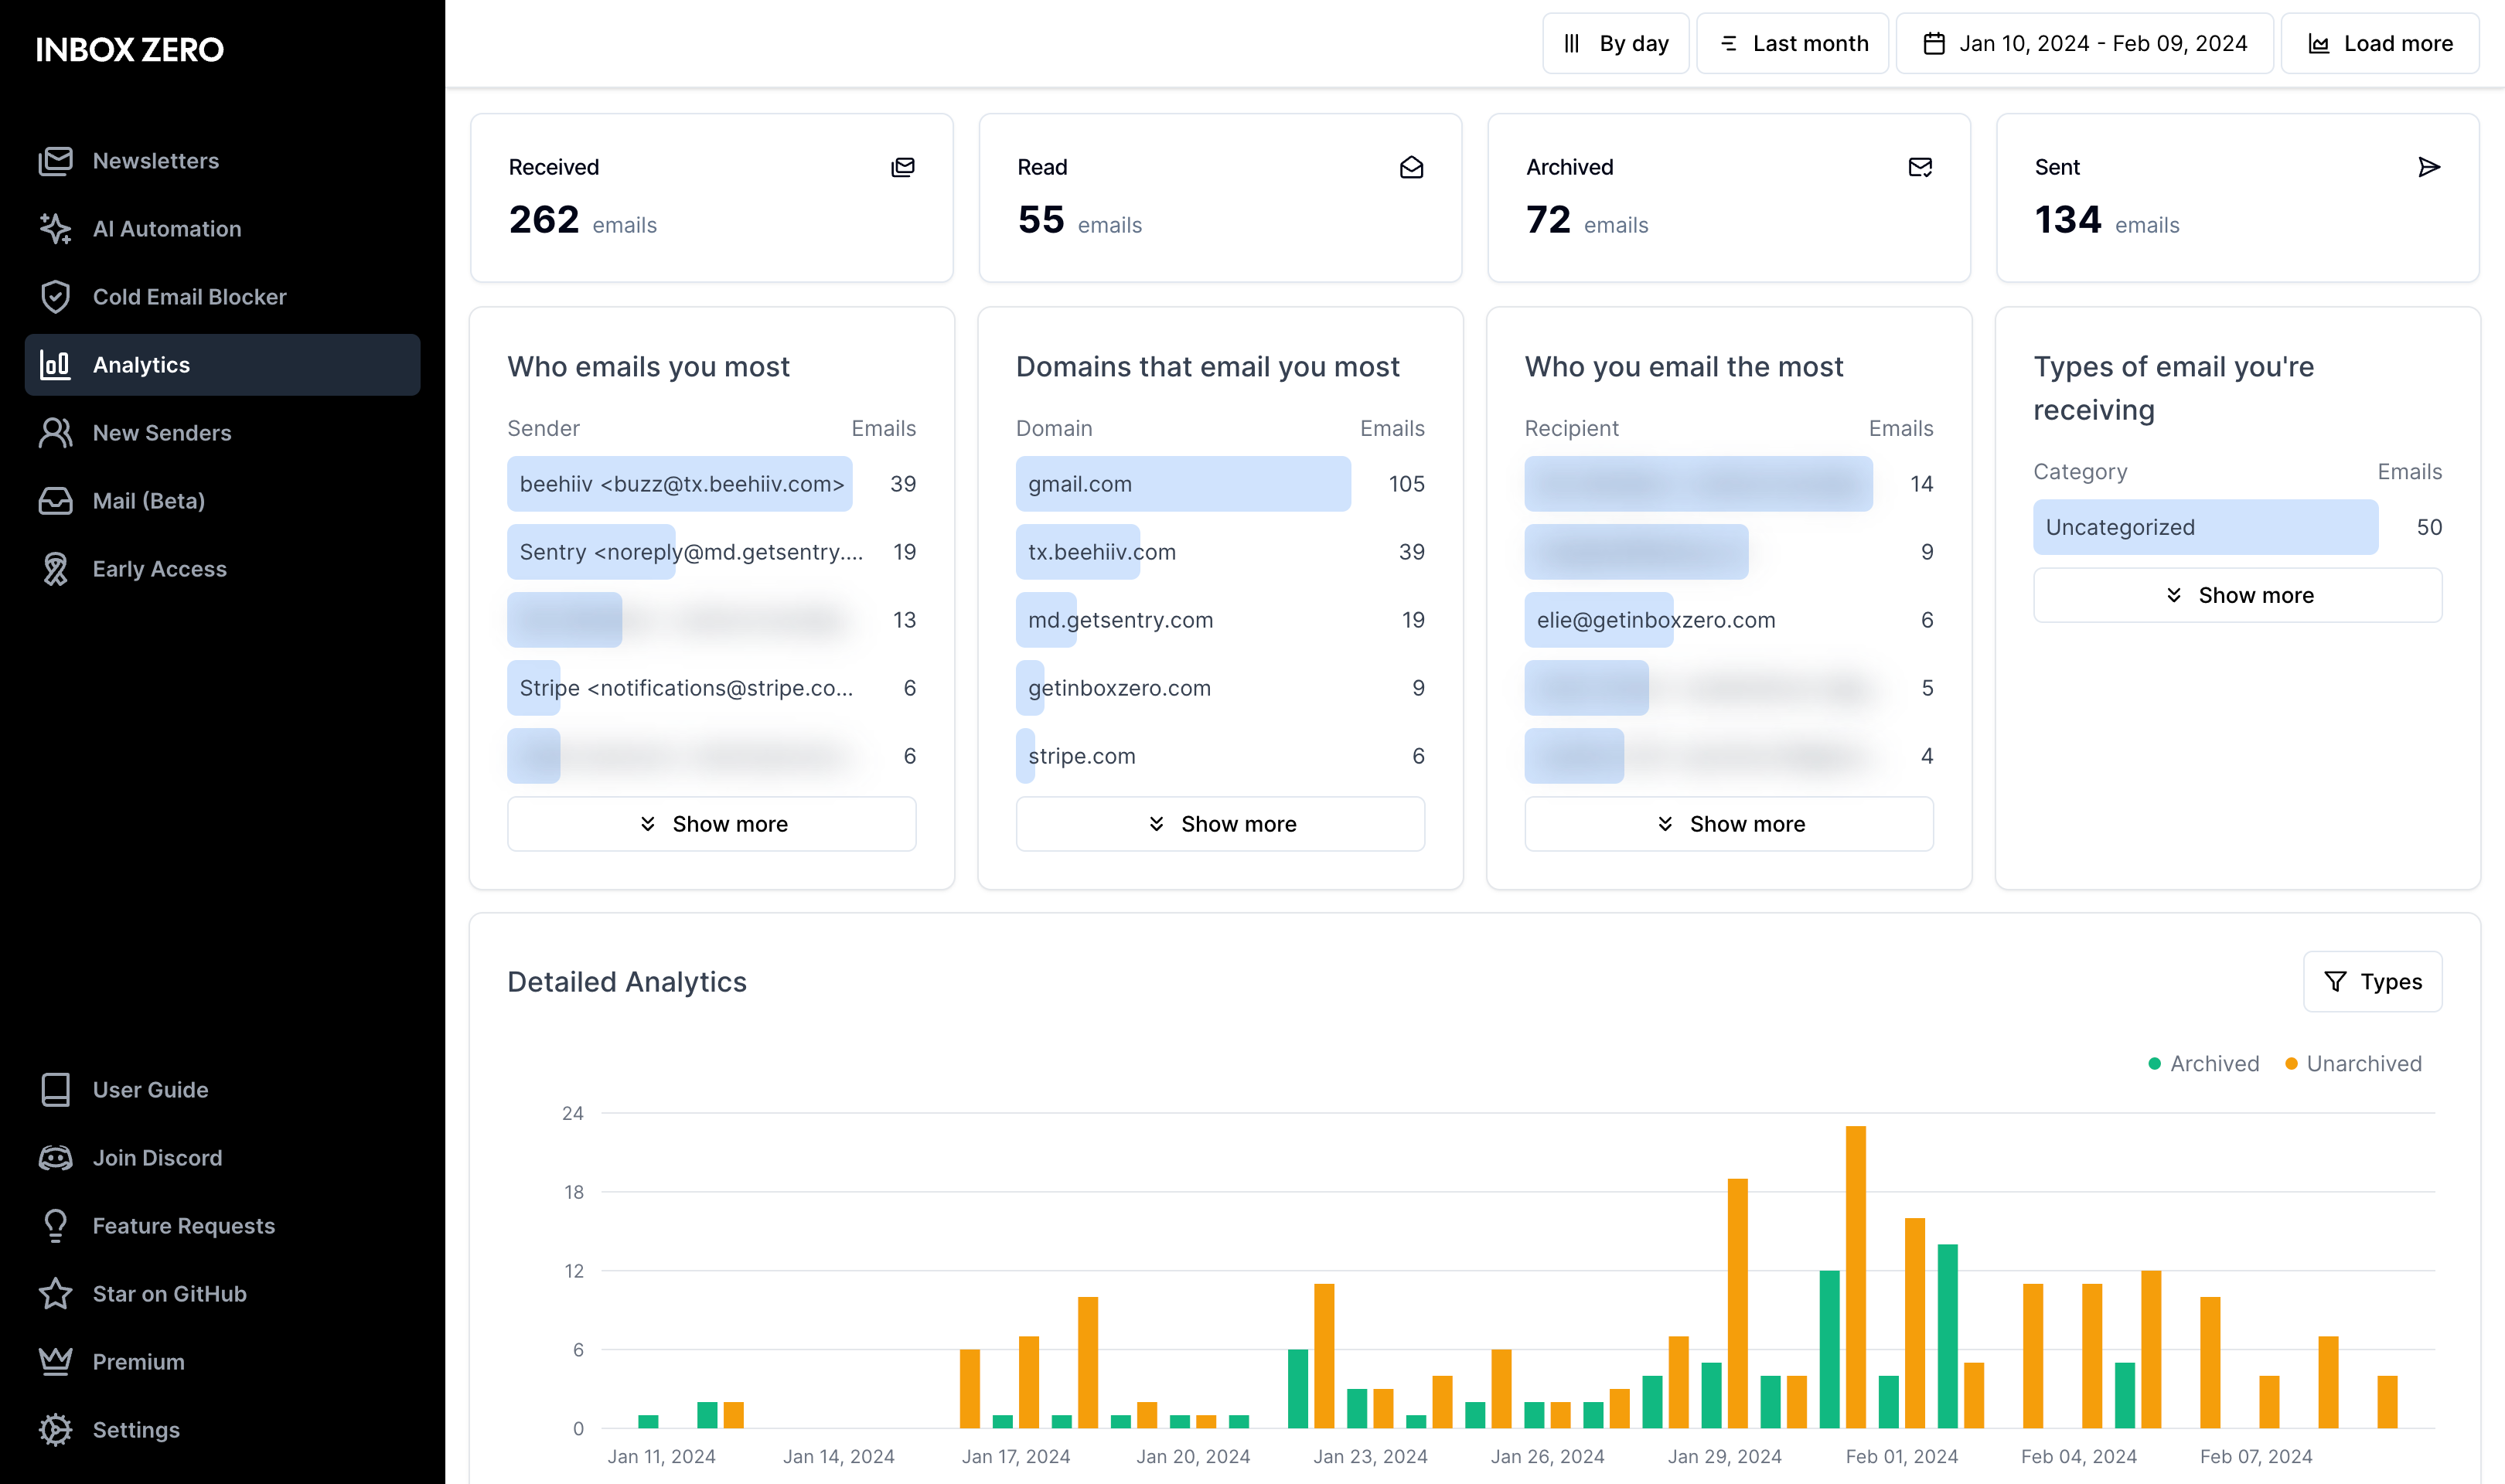 INBOX ZERO
Newsletters
AI Automation
Cold Email Blocker
Analytics
New Senders
Mail (Beta)
Early Access
User Guide
Join Discord
Feature Requests
Star on GitHub
Premium
Settings
By day
Last month
Jan 10, 2024 - Feb 09, 2024
Load more
Received
262 emails
Read
55 emails
Archived
72 emails
Sent
134 emails
Who emails you most
Sender Emails
beehiiv <buzz@tx.beehiiv.com> 39
Sentry <noreply@md.getsentry.... 19
13
Stripe <notifications@stripe.co... 6
6
Show more
Domains that email you most
Domain Emails
gmail.com 105
tx.beehiiv.com 39
md.getsentry.com 19
getinboxzero.com 9
stripe.com 6
Show more
Who you email the most
Recipient Emails
14
9
elie@getinboxzero.com 6
5
4
Show more
Types of email you're
receiving
Category Emails
Uncategorized 50
Show more
Detailed Analytics
Types
Archived Unarchived
24
18
12
6
0
Jan 11, 2024 Jan 14, 2024 Jan 17, 2024 Jan 20, 2024 Jan 23, 2024 Jan 26, 2024 Jan 29, 2024 Feb 01, 2024 Feb 04, 2024 Feb 07, 2024